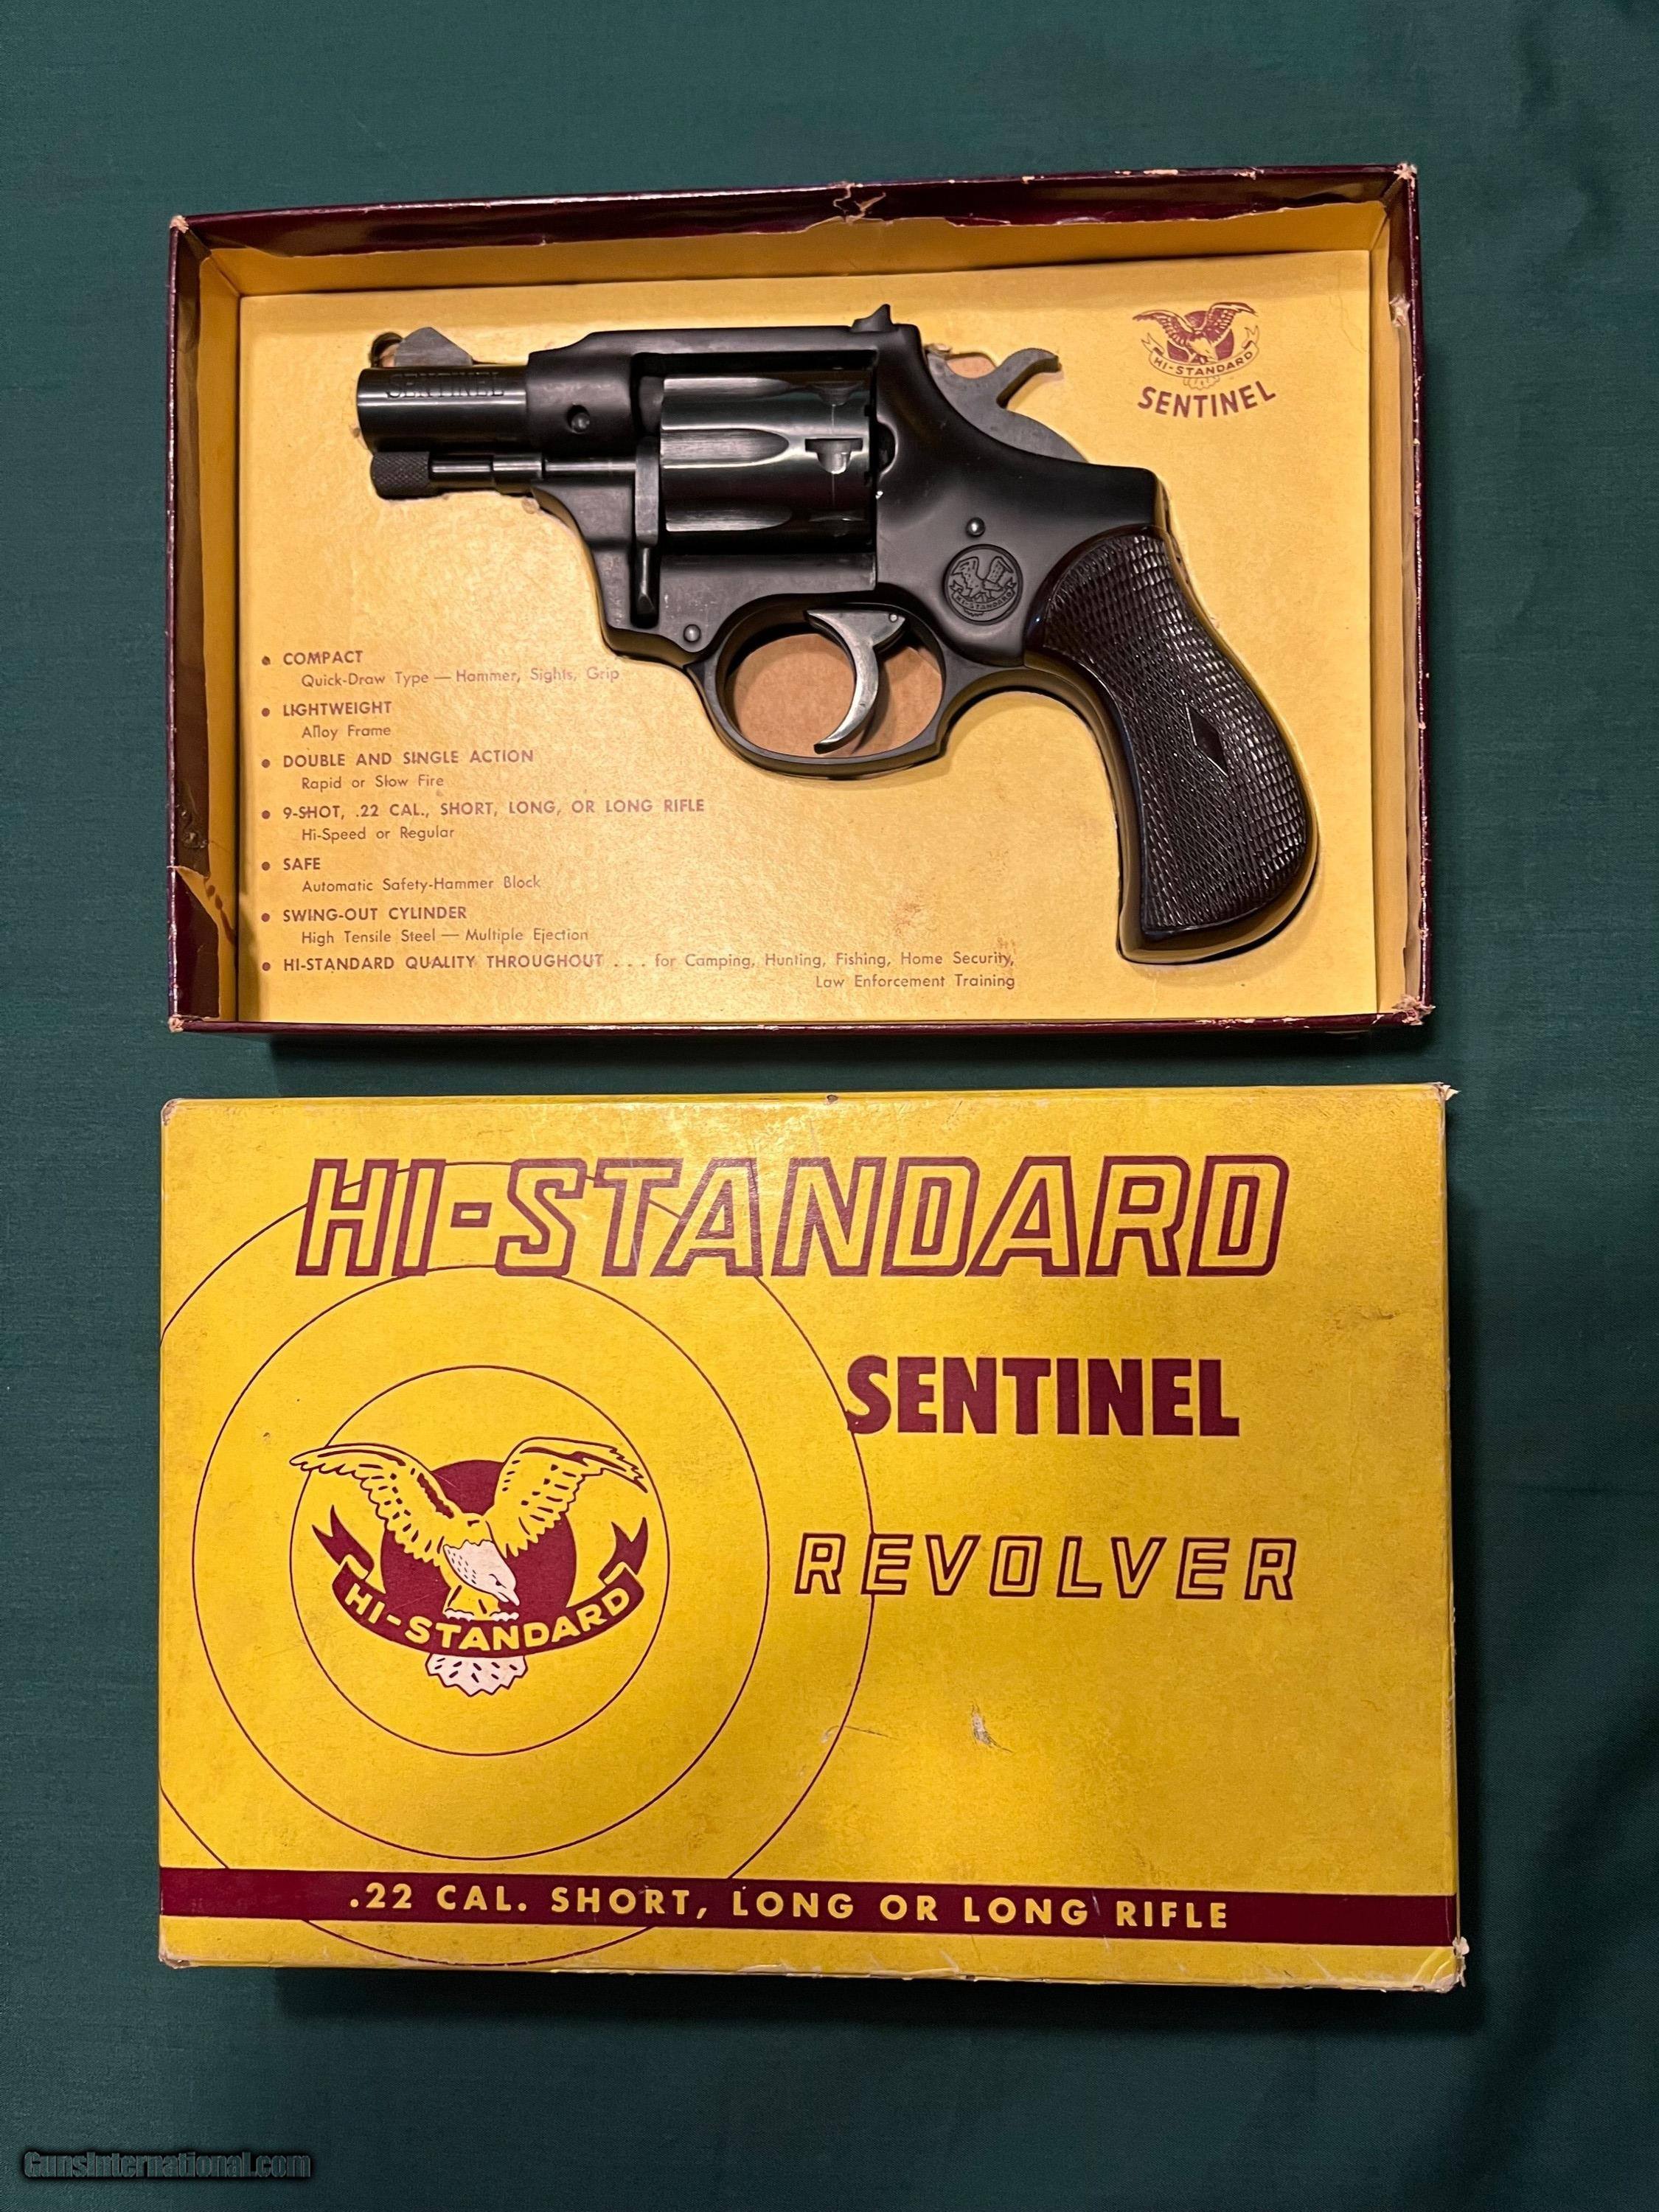 SENTINEL
HI-STANDARD
SENTINEL
HI-STANDARD
• COMPACT
Quick-Draw Type — Hammer, Sights, Grip
• LIGHTWEIGHT
Alloy Frame
• DOUBLE AND SINGLE ACTION
Rapid or Slow Fire
• 9-SHOT, .22 CAL., SHORT, LONG, OR LONG RIFLE
Hi-Speed or Regular
• SAFE
Automatic Safety-Hammer Block
• SWING-OUT CYLINDER
High Tensile Steel — Multiple Ejection
• HI-STANDARD QUALITY THROUGHOUT . . . for Camping, Hunting, Fishing, Home Security,
Law Enforcement Training
HI-STANDARD
SENTINEL
REVOLVER
HI-STANDARD
.22 CAL. SHORT, LONG OR LONG RIFLE
GunsInternational.com